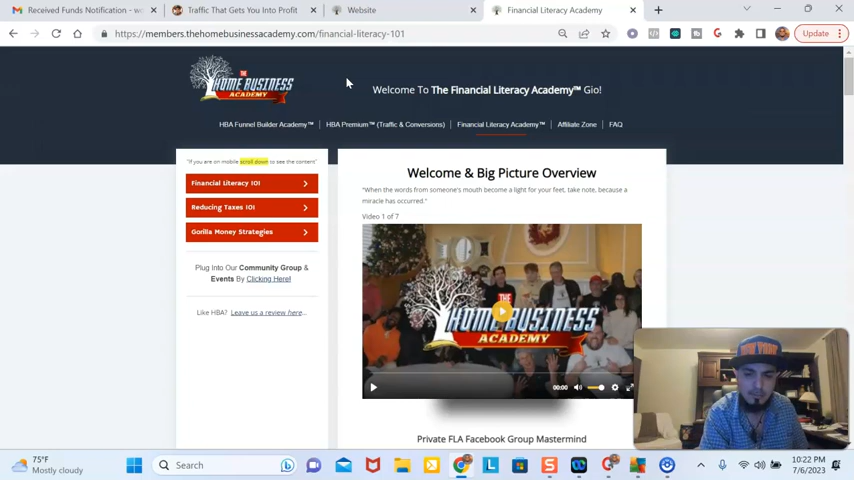 Received Funds Notification - w
Traffic That Gets You Into Profit
Website
Financial Literacy Academy
https://members.thehomebusinessacademy.com/financial-literacy-101
Update
THE
HOME BUSINESS
ACADEMY
Welcome To The Financial Literacy Academy™ Gio!
HBA Funnel Builder Academy™ | HBA Premium™ (Traffic & Conversions) | Financial Literacy Academy™ | Affiliate Zone | FAQ
"if you are on mobile scroll down to see the content"
Financial Literacy 101
Reducing Taxes 101
Gorilla Money Strategies
Plug Into Our Community Group &
Events By Clicking Here!
Like HBA? Leave us a review here...
Welcome & Big Picture Overview
"When the words from someone's mouth become a light for your feet, take note, because a
miracle has occurred."
Video 1 of 7
THE
HOME BUSINESS
ACADEMY
00:00
Private FLA Facebook Group Mastermind
NEW YORK
75°F
Mostly cloudy
Search
10:22 PM
7/6/2023